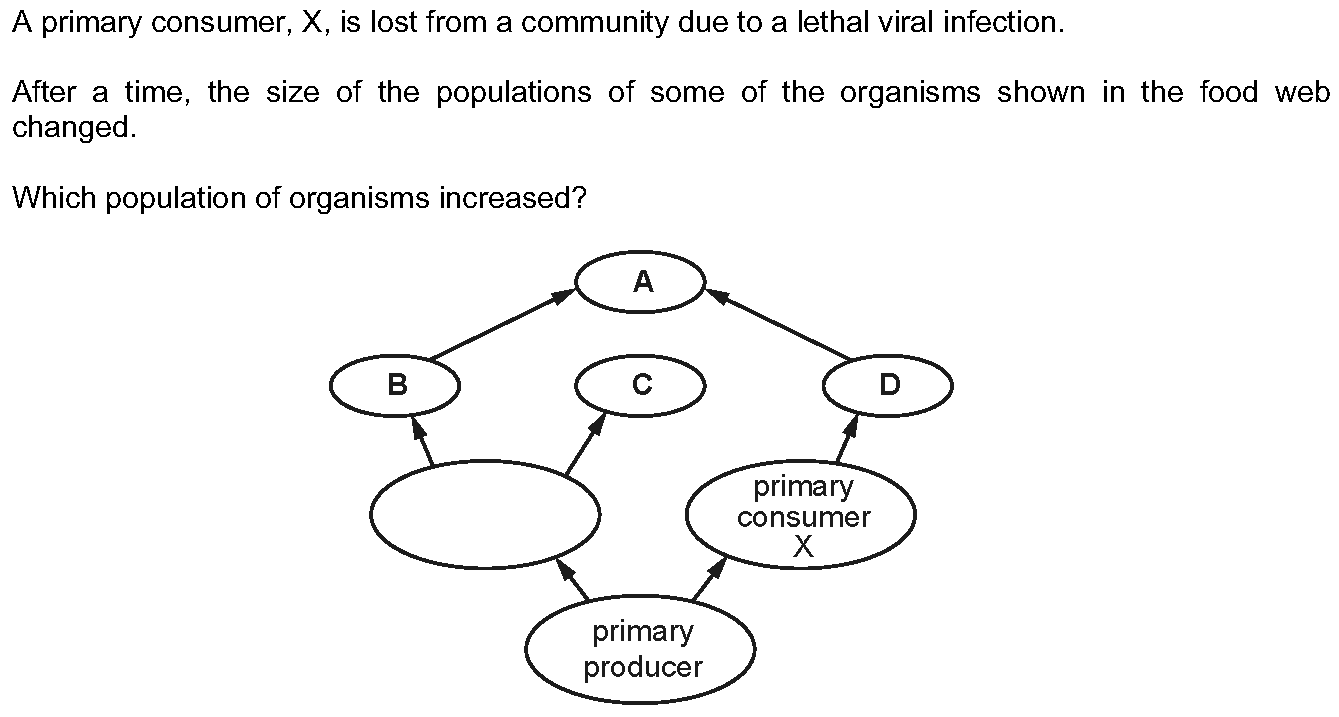 A primary consumer, X, is lost from a community due to a lethal viral infection.
After a time, the size of the populations of some of the organisms shown in the food web
changed.
Which population of organisms increased?
A
B
C
D
primary
consumer
X
primary
producer